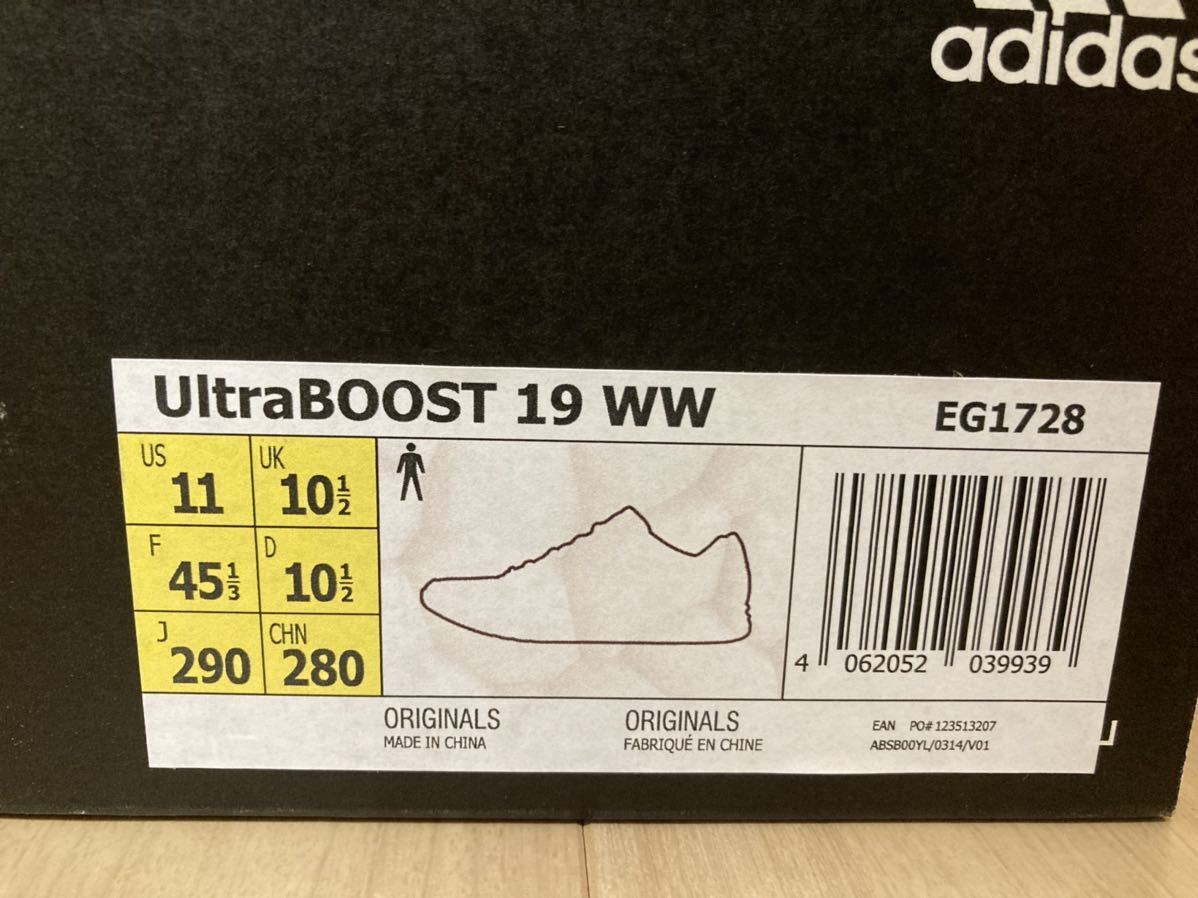 adidas
UltraBOOST 19 WW
EG1728
US
11
UK
10½
F
45⅓
D
10½
J
290
CHN
280
4 062052 039939
ORIGINALS
MADE IN CHINA
ORIGINALS
FABRIQUÉ EN CHINE
EAN PO# 123513207
ABSB00YL/0314/V01